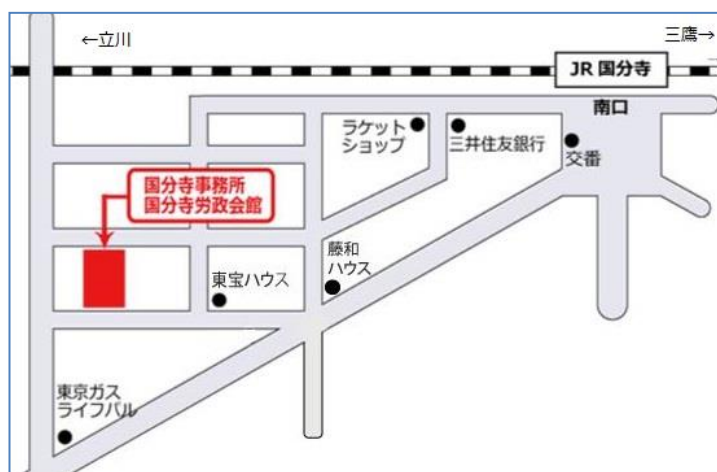 ←立川
三鷹→
JR 国分寺
南口
ラケット
ショップ
三井住友銀行
交番
国分寺事務所
国分寺労政会館
藤和
ハウス
東宝ハウス
東京ガス
ライフバル